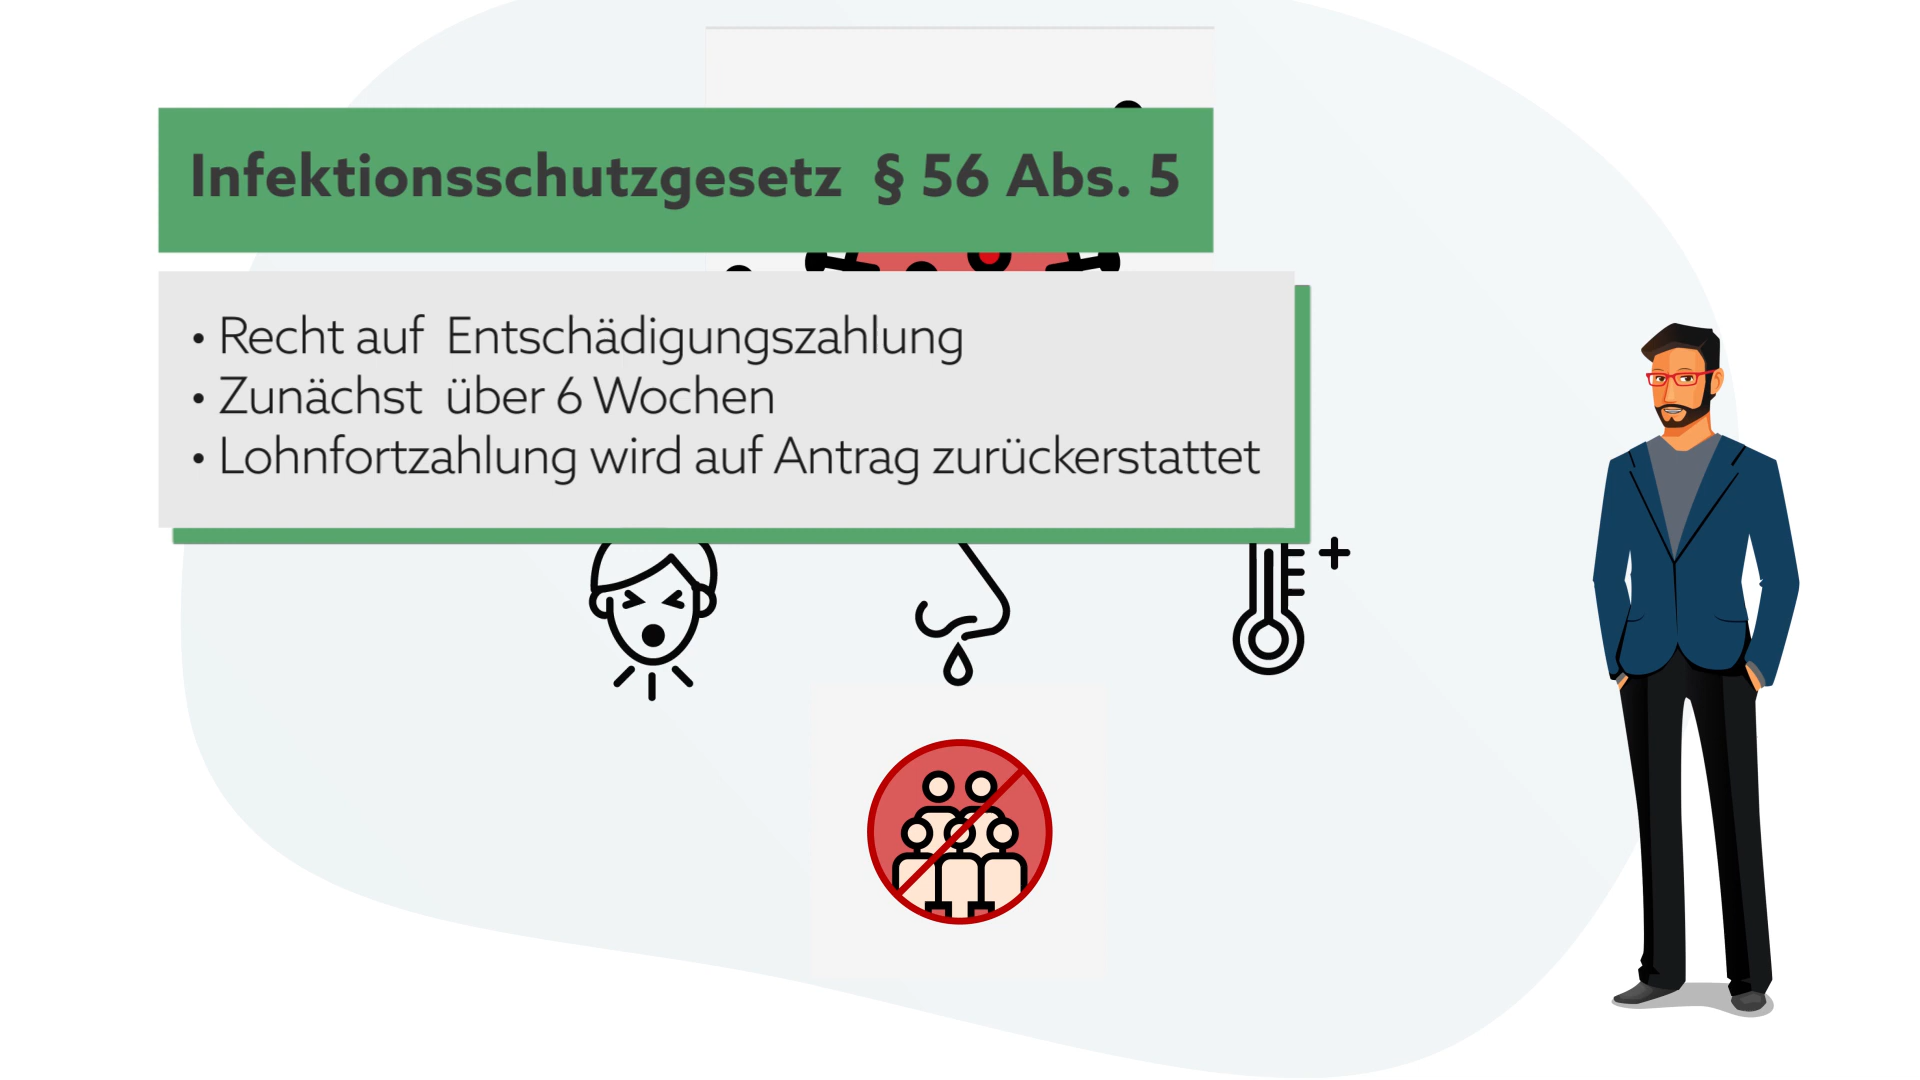 Infektionsschutzgesetz § 56 Abs. 5
• Recht auf Entschädigungszahlung
• Zunächst über 6 Wochen
• Lohnfortzahlung wird auf Antrag zurückerstattet